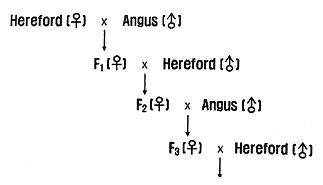 Hereford (♀) x Angus (♂)
F₁ (♀) x Hereford (♂)
F₂ (♀) x Angus (♂)
F₃ (♀) x Hereford (♂)